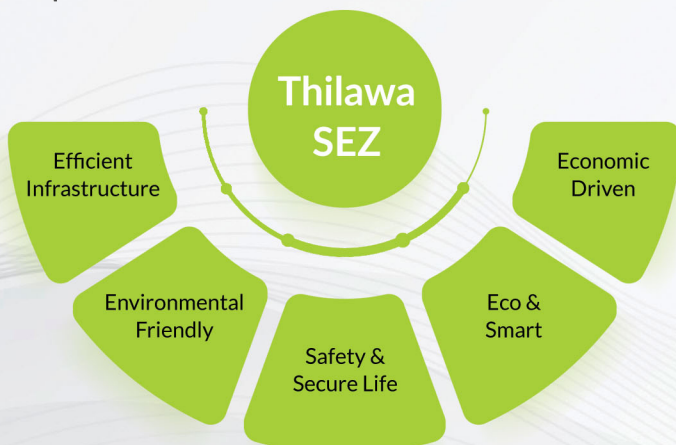 Thilawa
SEZ
Efficient
Infrastructure
Environmental
Friendly
Safety &
Secure Life
Eco &
Smart
Economic
Driven